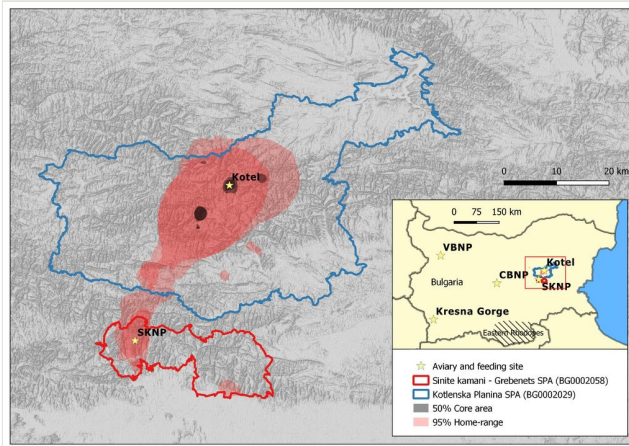 Kotel
0 10 20 km
0 75 150 km
VBNP
Kotel
CBNP
SKNP
Bulgaria
Kresna Gorge
Eastern Rhodopes
SKNP
Aviary and feeding site
Sinite kamani - Grebenets SPA (BG0002058)
Kotlenska Planina SPA (BG0002029)
50% Core area
95% Home-range